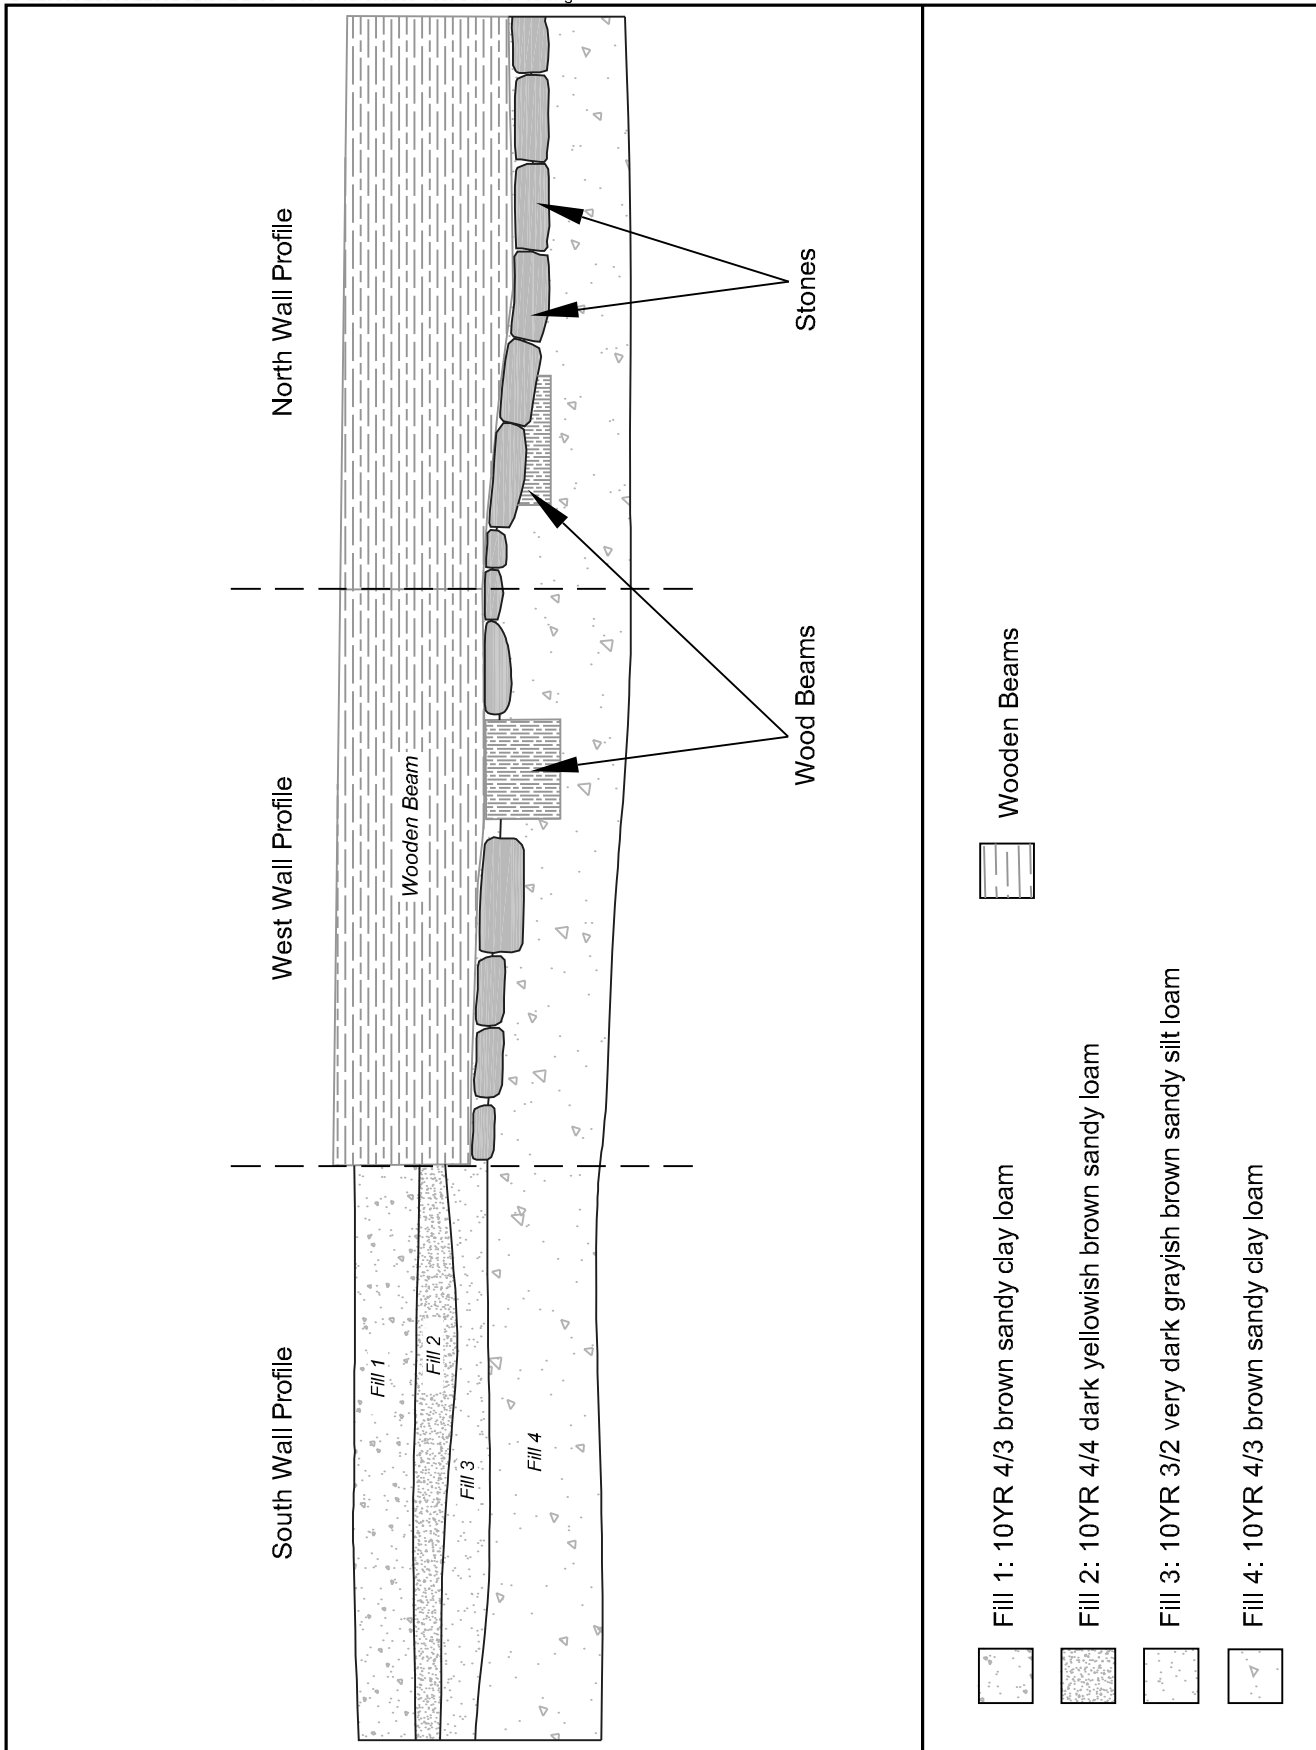 South Wall Profile
West Wall Profile
North Wall Profile
Fill 1
Fill 2
Fill 3
Fill 4
Wooden Beam
Wood Beams
Stones
Fill 1: 10YR 4/3 brown sandy clay loam
Fill 2: 10YR 4/4 dark yellowish brown sandy loam
Fill 3: 10YR 3/2 very dark grayish brown sandy silt loam
Fill 4: 10YR 4/3 brown sandy clay loam
Wooden Beams